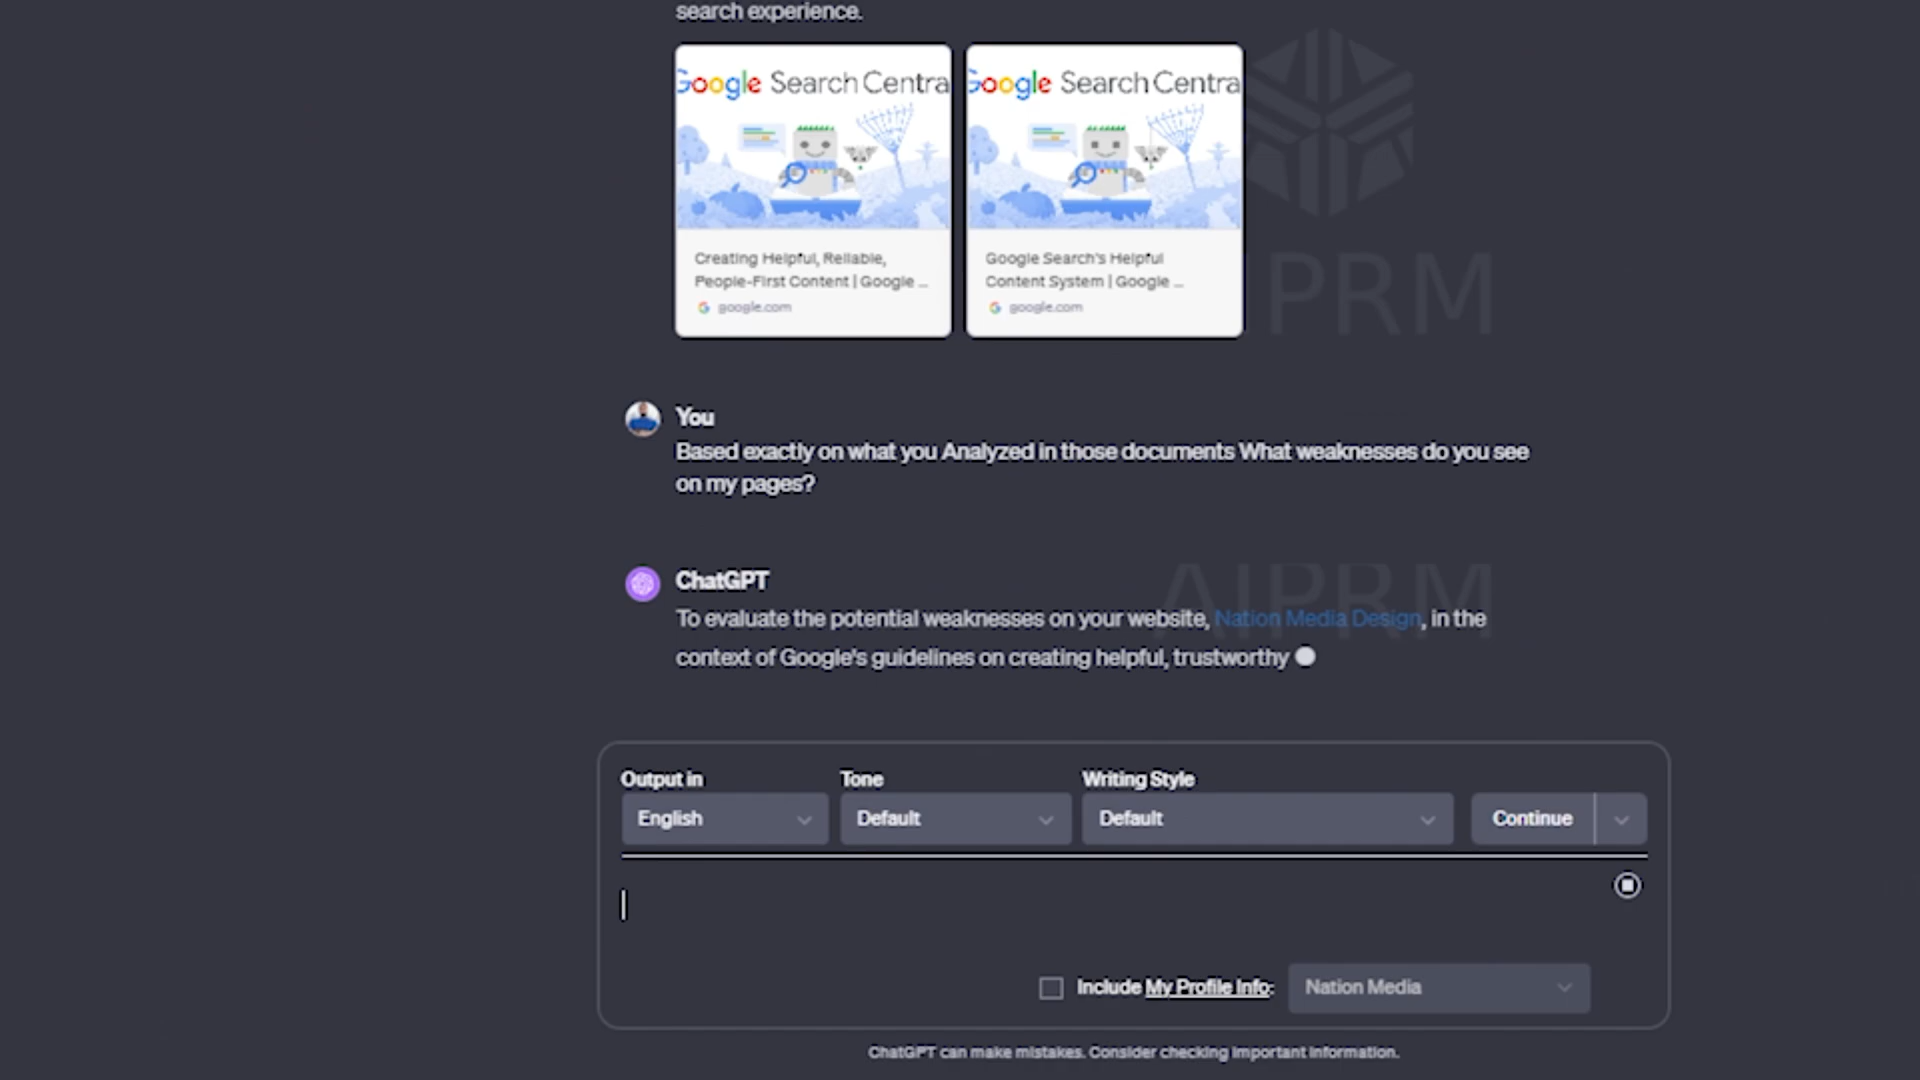 search experience.
Google Search Centra
Google Search Centra
Creating Helpful, Reliable,
People-First Content | Google ...
google.com
Google Search's Helpful
Content System | Google ...
google.com
PRM
You
Based exactly on what you Analyzed in those documents What weaknesses do you see
on my pages?
ChatGPT
AIPRM
To evaluate the potential weaknesses on your website, Nation Media Design, in the
context of Google's guidelines on creating helpful, trustworthy
Output in
Tone
Writing Style
English
Default
Default
Continue
Include My Profile Info:
Nation Media
ChatGPT can make mistakes. Consider checking important information.